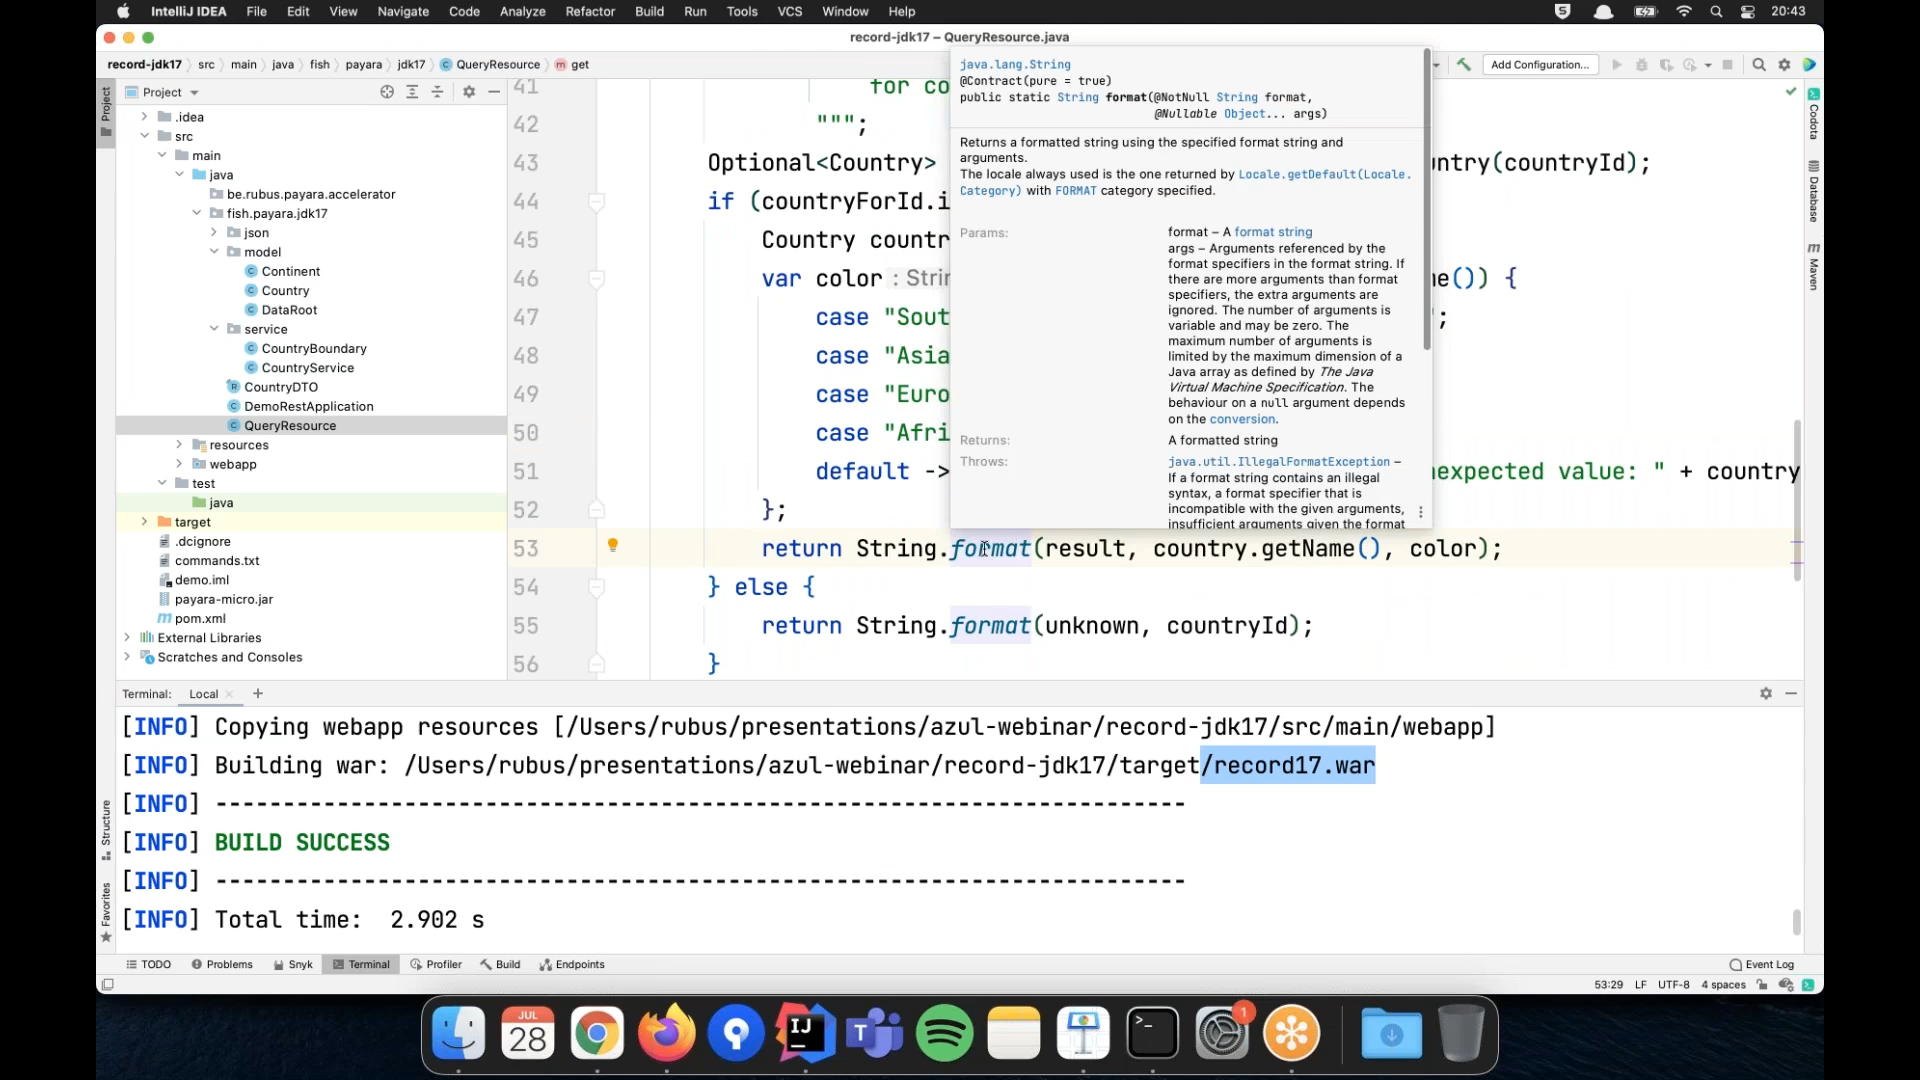 IntelliJ IDEA File Edit View Navigate Code Analyze Refactor Build Run Tools VCS Window Help 20:43
record-jdk17 – QueryResource.java
record-jdk17 src main java fish payara jdk17 QueryResource get Add Configuration...
Project
Project
.idea
src
main
java
be.rubus.payara.accelerator
fish.payara.jdk17
json
model
Continent
Country
DataRoot
service
CountryBoundary
CountryService
CountryDTO
DemoRestApplication
QueryResource
resources
webapp
test
java
target
.dcignore
commands.txt
demo.iml
payara-micro.jar
pom.xml
External Libraries
Scratches and Consoles
41 for co
42 """;
43 Optional<Country> ntry(countryId);
44 if (countryForId.i
45 Country countr
46 var color : Strin e()) {
47 case "Sout ;
48 case "Asia
49 case "Euro
50 case "Afri
51 default -> expected value: " + country
52 };
53 return String.format(result, country.getName(), color);
54 } else {
55 return String.format(unknown, countryId);
56 }
java.lang.String
@Contract(pure = true)
public static String format(@NotNull String format,
@Nullable Object... args)
Returns a formatted string using the specified format string and
arguments.
The locale always used is the one returned by Locale.getDefault(Locale.
Category) with FORMAT category specified.
Params: format – A format string
args – Arguments referenced by the
format specifiers in the format string. If
there are more arguments than format
specifiers, the extra arguments are
ignored. The number of arguments is
variable and may be zero. The
maximum number of arguments is
limited by the maximum dimension of a
Java array as defined by The Java
Virtual Machine Specification. The
behaviour on a null argument depends
on the conversion.
Returns: A formatted string
Throws: java.util.IllegalFormatException –
If a format string contains an illegal
syntax, a format specifier that is
incompatible with the given arguments,
insufficient arguments given the format
Codota
Database
m Maven
Terminal: Local
[INFO] Copying webapp resources [/Users/rubus/presentations/azul-webinar/record-jdk17/src/main/webapp]
[INFO] Building war: /Users/rubus/presentations/azul-webinar/record-jdk17/target/record17.war
[INFO] ------------------------------------------------------------------------
[INFO] BUILD SUCCESS
[INFO] ------------------------------------------------------------------------
[INFO] Total time:  2.902 s
Structure
Favorites
TODO Problems Snyk Terminal Profiler Build Endpoints Event Log
53:29 LF UTF-8 4 spaces
JUL
28
IJ
T
>_
1